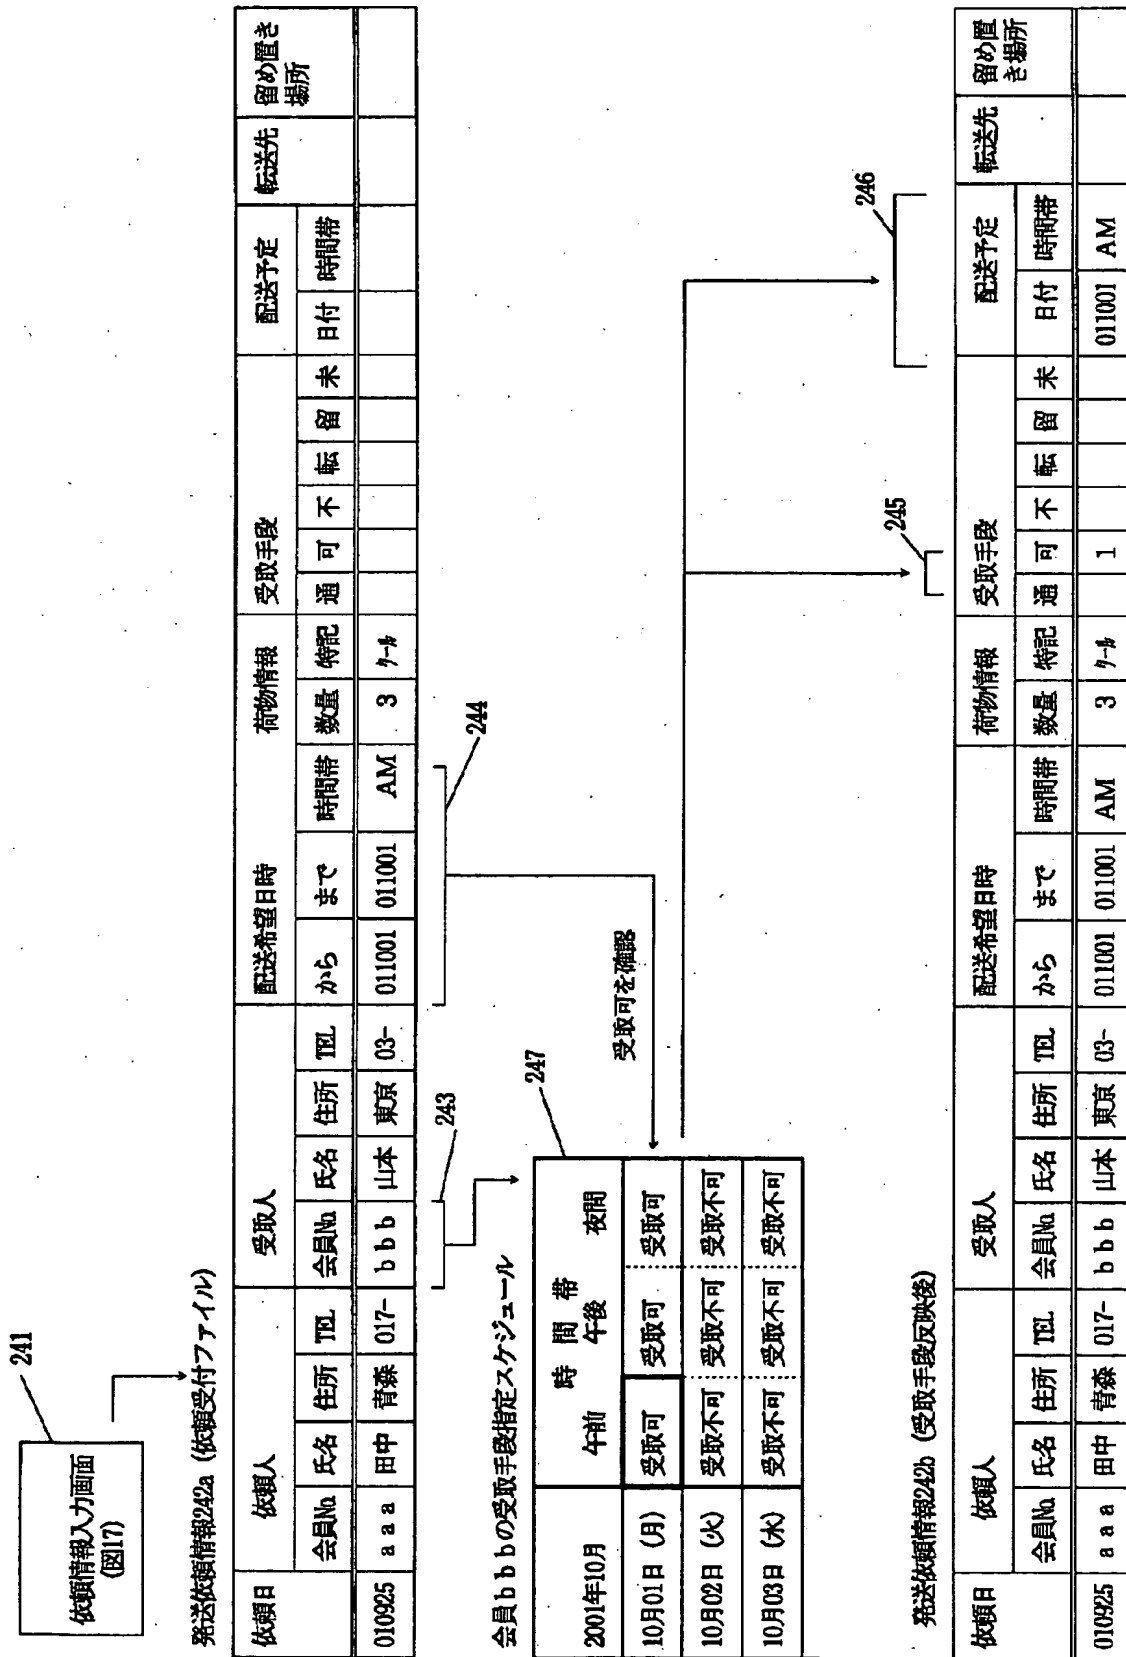 241
依頼情報入力画面
(図17)
発送依頼情報242a (依頼受付ファイル)
依頼日 依頼人 受取人 配送希望日時 荷物情報 受取手段 配送予定 転送先 留め置き
場所
会員No. 氏名 住所 TEL 会員No. 氏名 住所 TEL から まで 時間帯 数量 特記 通 可 不 転 留 未 日付 時間帯
010925 a a a 田中 青森 017- b b b 山本 東京 03- 011001 011001 AM 3 クール
243
244
会員b b bの受取手段指定スケジュール
247
2001年10月 時 間 帯
午前 午後 夜間
10月01日 (月) 受取可 受取可 受取可
10月02日 (火) 受取不可 受取不可 受取不可
10月03日 (水) 受取不可 受取不可 受取不可
受取可を確認
245
246
発送依頼情報242b (受取手段反映後)
依頼日 依頼人 受取人 配送希望日時 荷物情報 受取手段 配送予定 転送先 留め置
き場所
会員No. 氏名 住所 TEL 会員No. 氏名 住所 TEL から まで 時間帯 数量 特記 通 可 不 転 留 未 日付 時間帯
010925 a a a 田中 青森 017- b b b 山本 東京 03- 011001 011001 AM 3 クール 1 011001 AM